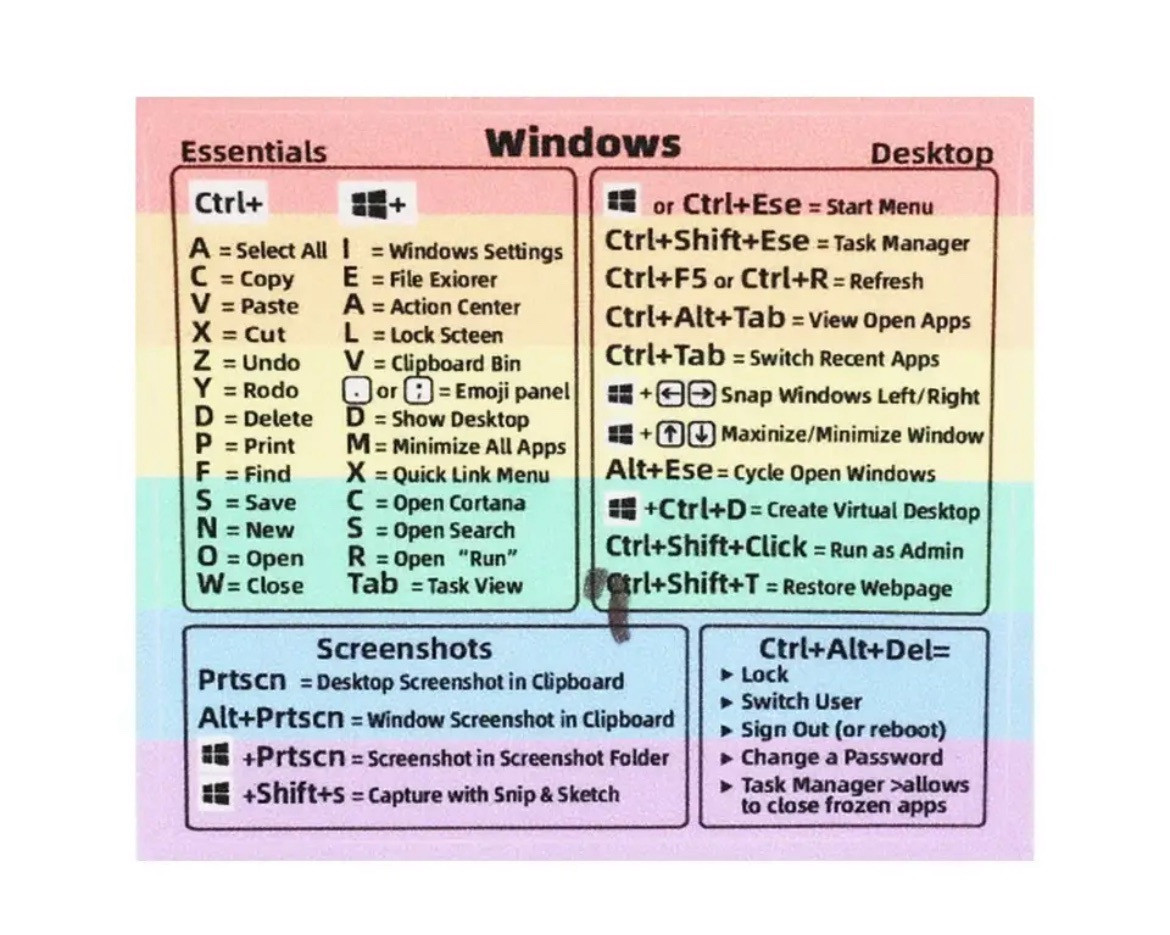 Windows
Essentials
Ctrl+
A = Select All
C = Copy
V = Paste
X = Cut
Z = Undo
Y = Rodo
D = Delete
P = Print
F = Find
S = Save
N = New
O = Open
W = Close
+
I = Windows Settings
E = File Exiorer
A = Action Center
L = Lock Scteen
V = Clipboard Bin
. or ; = Emoji panel
D = Show Desktop
M = Minimize All Apps
X = Quick Link Menu
C = Open Cortana
S = Open Search
R = Open “Run”
Tab = Task View
Desktop
or Ctrl+Ese = Start Menu
Ctrl+Shift+Ese = Task Manager
Ctrl+F5 or Ctrl+R = Refresh
Ctrl+Alt+Tab = View Open Apps
Ctrl+Tab = Switch Recent Apps
+ ← → Snap Windows Left/Right
+ ↑ ↓ Maxinize/Minimize Window
Alt+Ese = Cycle Open Windows
+Ctrl+D = Create Virtual Desktop
Ctrl+Shift+Click = Run as Admin
Ctrl+Shift+T = Restore Webpage
Screenshots
Prtscn = Desktop Screenshot in Clipboard
Alt+Prtscn = Window Screenshot in Clipboard
+Prtscn = Screenshot in Screenshot Folder
+Shift+s = Capture with Snip & Sketch
Ctrl+Alt+Del=
► Lock
► Switch User
► Sign Out (or reboot)
► Change a Password
► Task Manager >allows
to close frozen apps